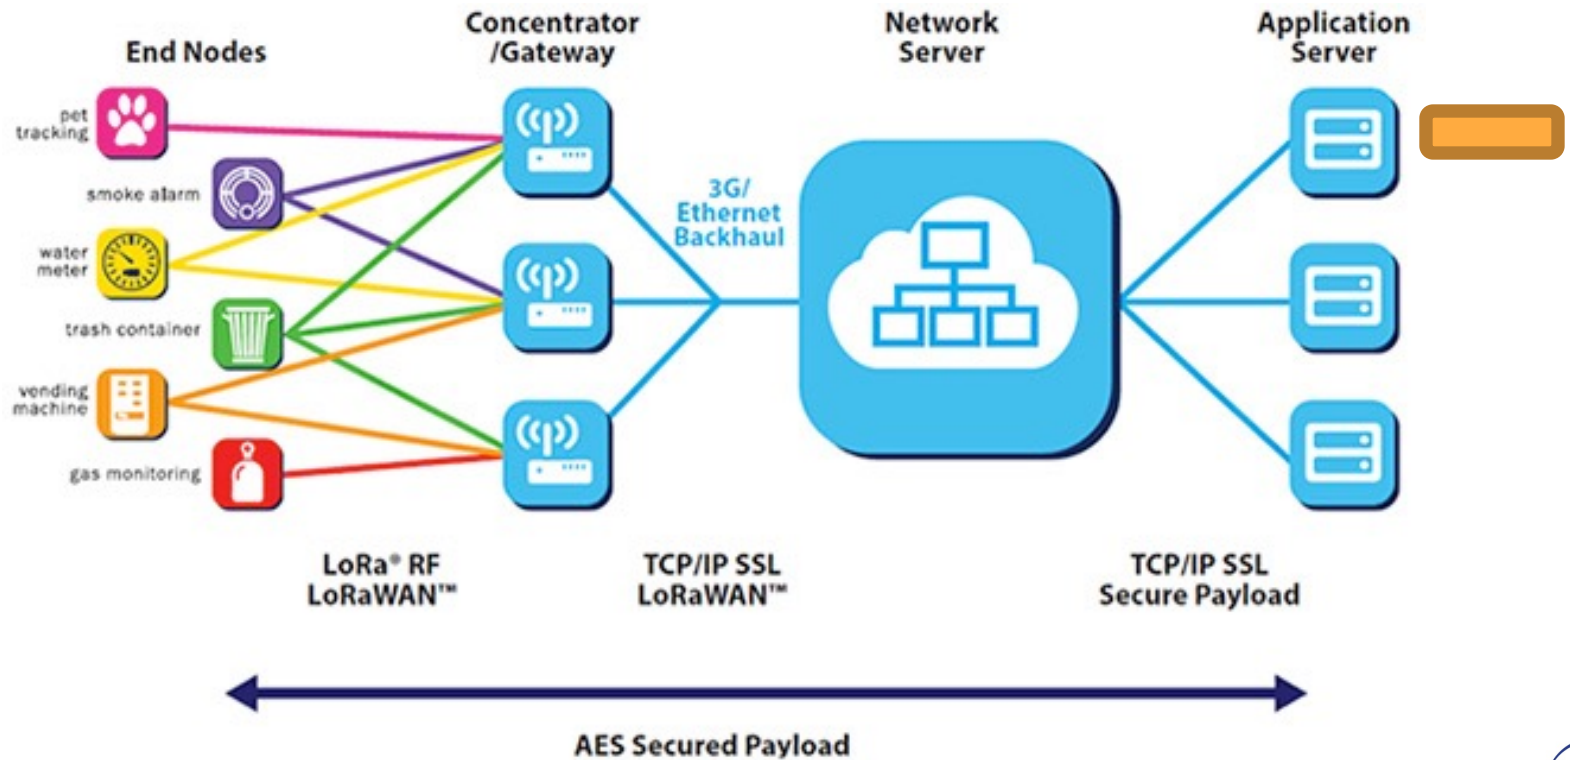 End Nodes
Concentrator
/Gateway
Network
Server
Application
Server
pet
tracking
smoke alarm
water
meter
trash container
vending
machine
gas monitoring
3G/
Ethernet
Backhaul
LoRa® RF
LoRaWAN™
TCP/IP SSL
LoRaWAN™
TCP/IP SSL
Secure Payload
AES Secured Payload